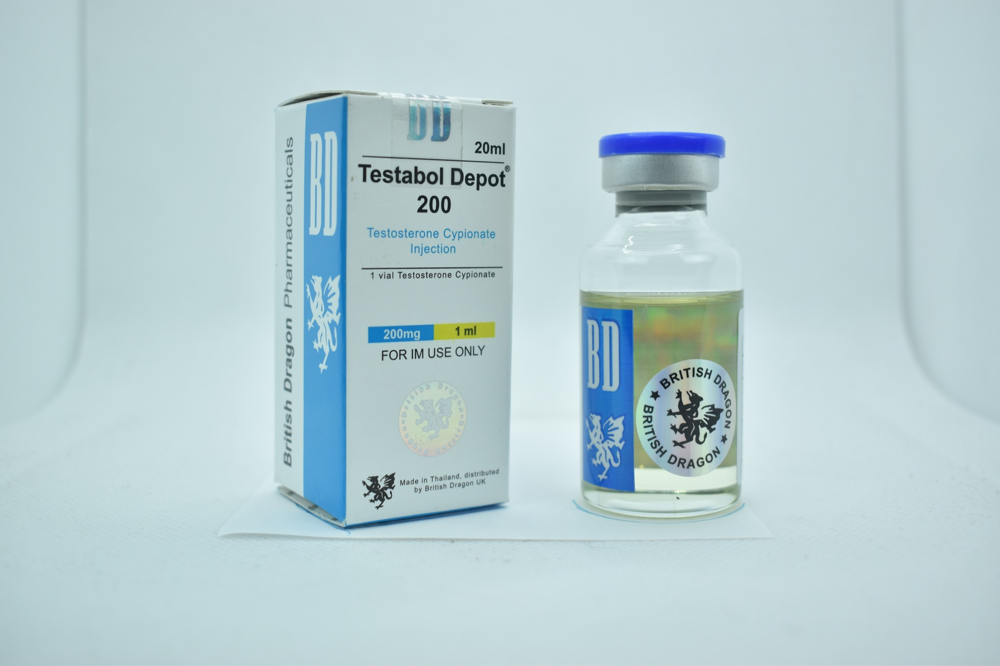 British Dragon Pharmaceuticals
BD
BD
20ml
Testabol Depot®
200
Testosterone Cypionate
Injection
1 vial Testosterone Cypionate
200mg 1 ml
FOR IM USE ONLY
British Dragon
British Dragon
Made in Thailand, distributed
by British Dragon UK
BD
BRITISH DRAGON
BRITISH DRAGON